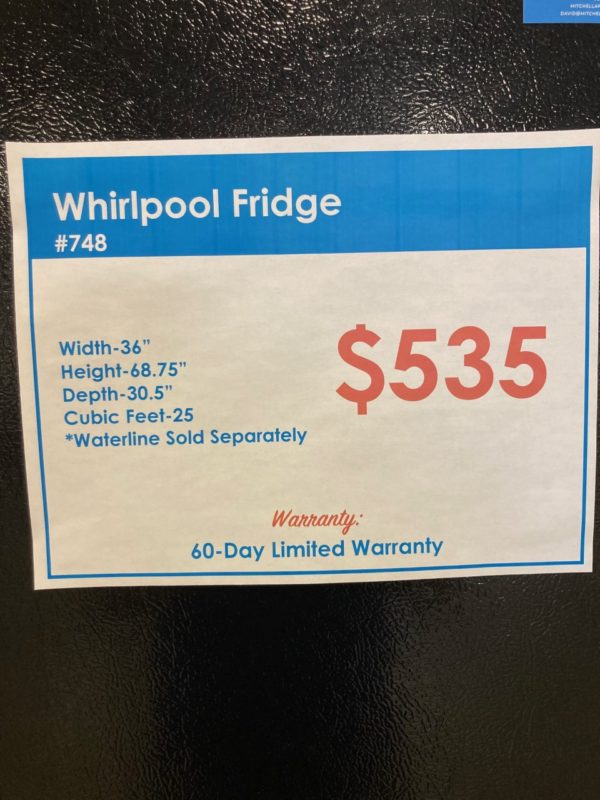 Whirlpool Fridge
#748
Width-36”
Height-68.75”
Depth-30.5”
Cubic Feet-25
*Waterline Sold Separately
$535
Warranty:
60-Day Limited Warranty